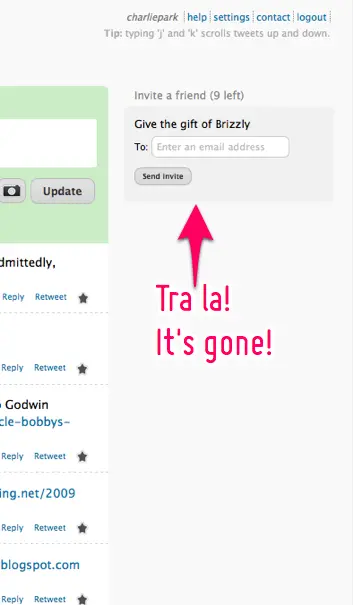 charliepark help settings contact logout
Tip: typing 'j' and 'k' scrolls tweets up and down.
Invite a friend (9 left)
Give the gift of Brizzly
To: Enter an email address
Update
Send Invite
dmittedly,
Reply Retweet
Tra la!
It's gone!
Reply Retweet
Godwin
cle-bobbys-
Reply Retweet
ing.net/2009
Reply Retweet
blogspot.com
Reply Retweet